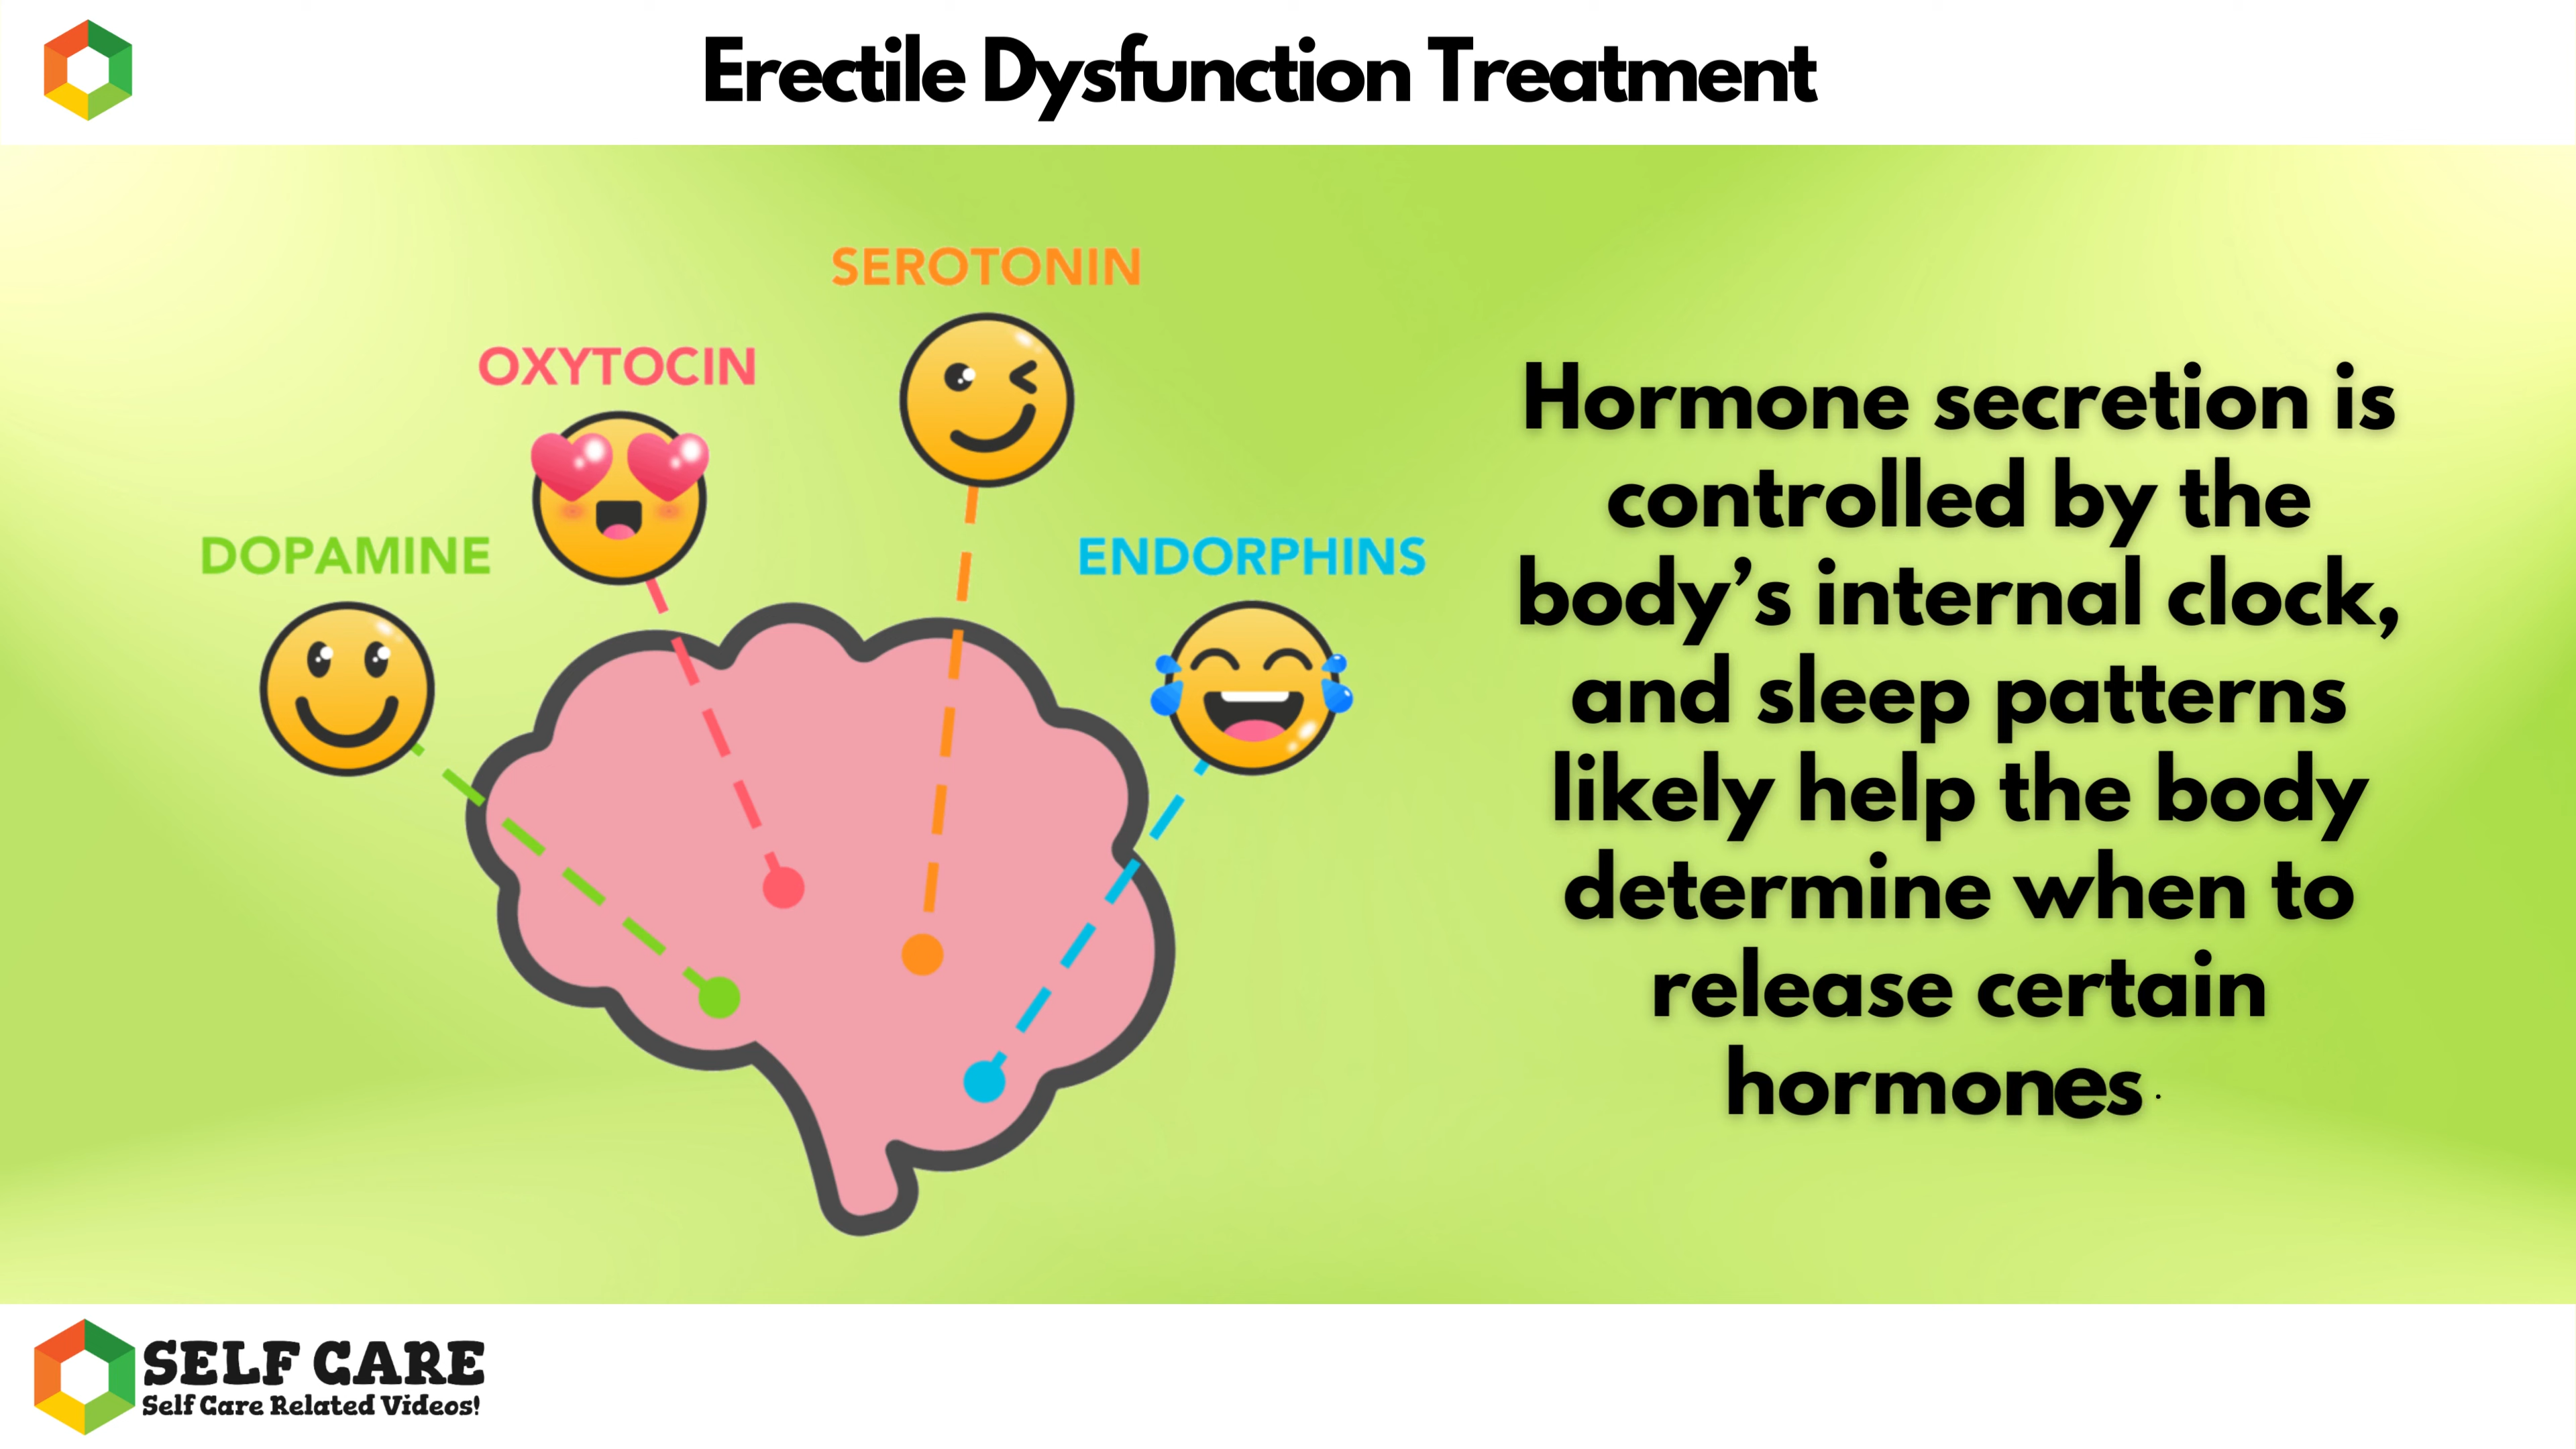 Erectile Dysfunction Treatment
SEROTONIN
OXYTOCIN
DOPAMINE
ENDORPHINS
Hormone secretion is
controlled by the
body’s internal clock,
and sleep patterns
likely help the body
determine when to
release certain
hormones.
SELF CARE
Self Care Related Videos!